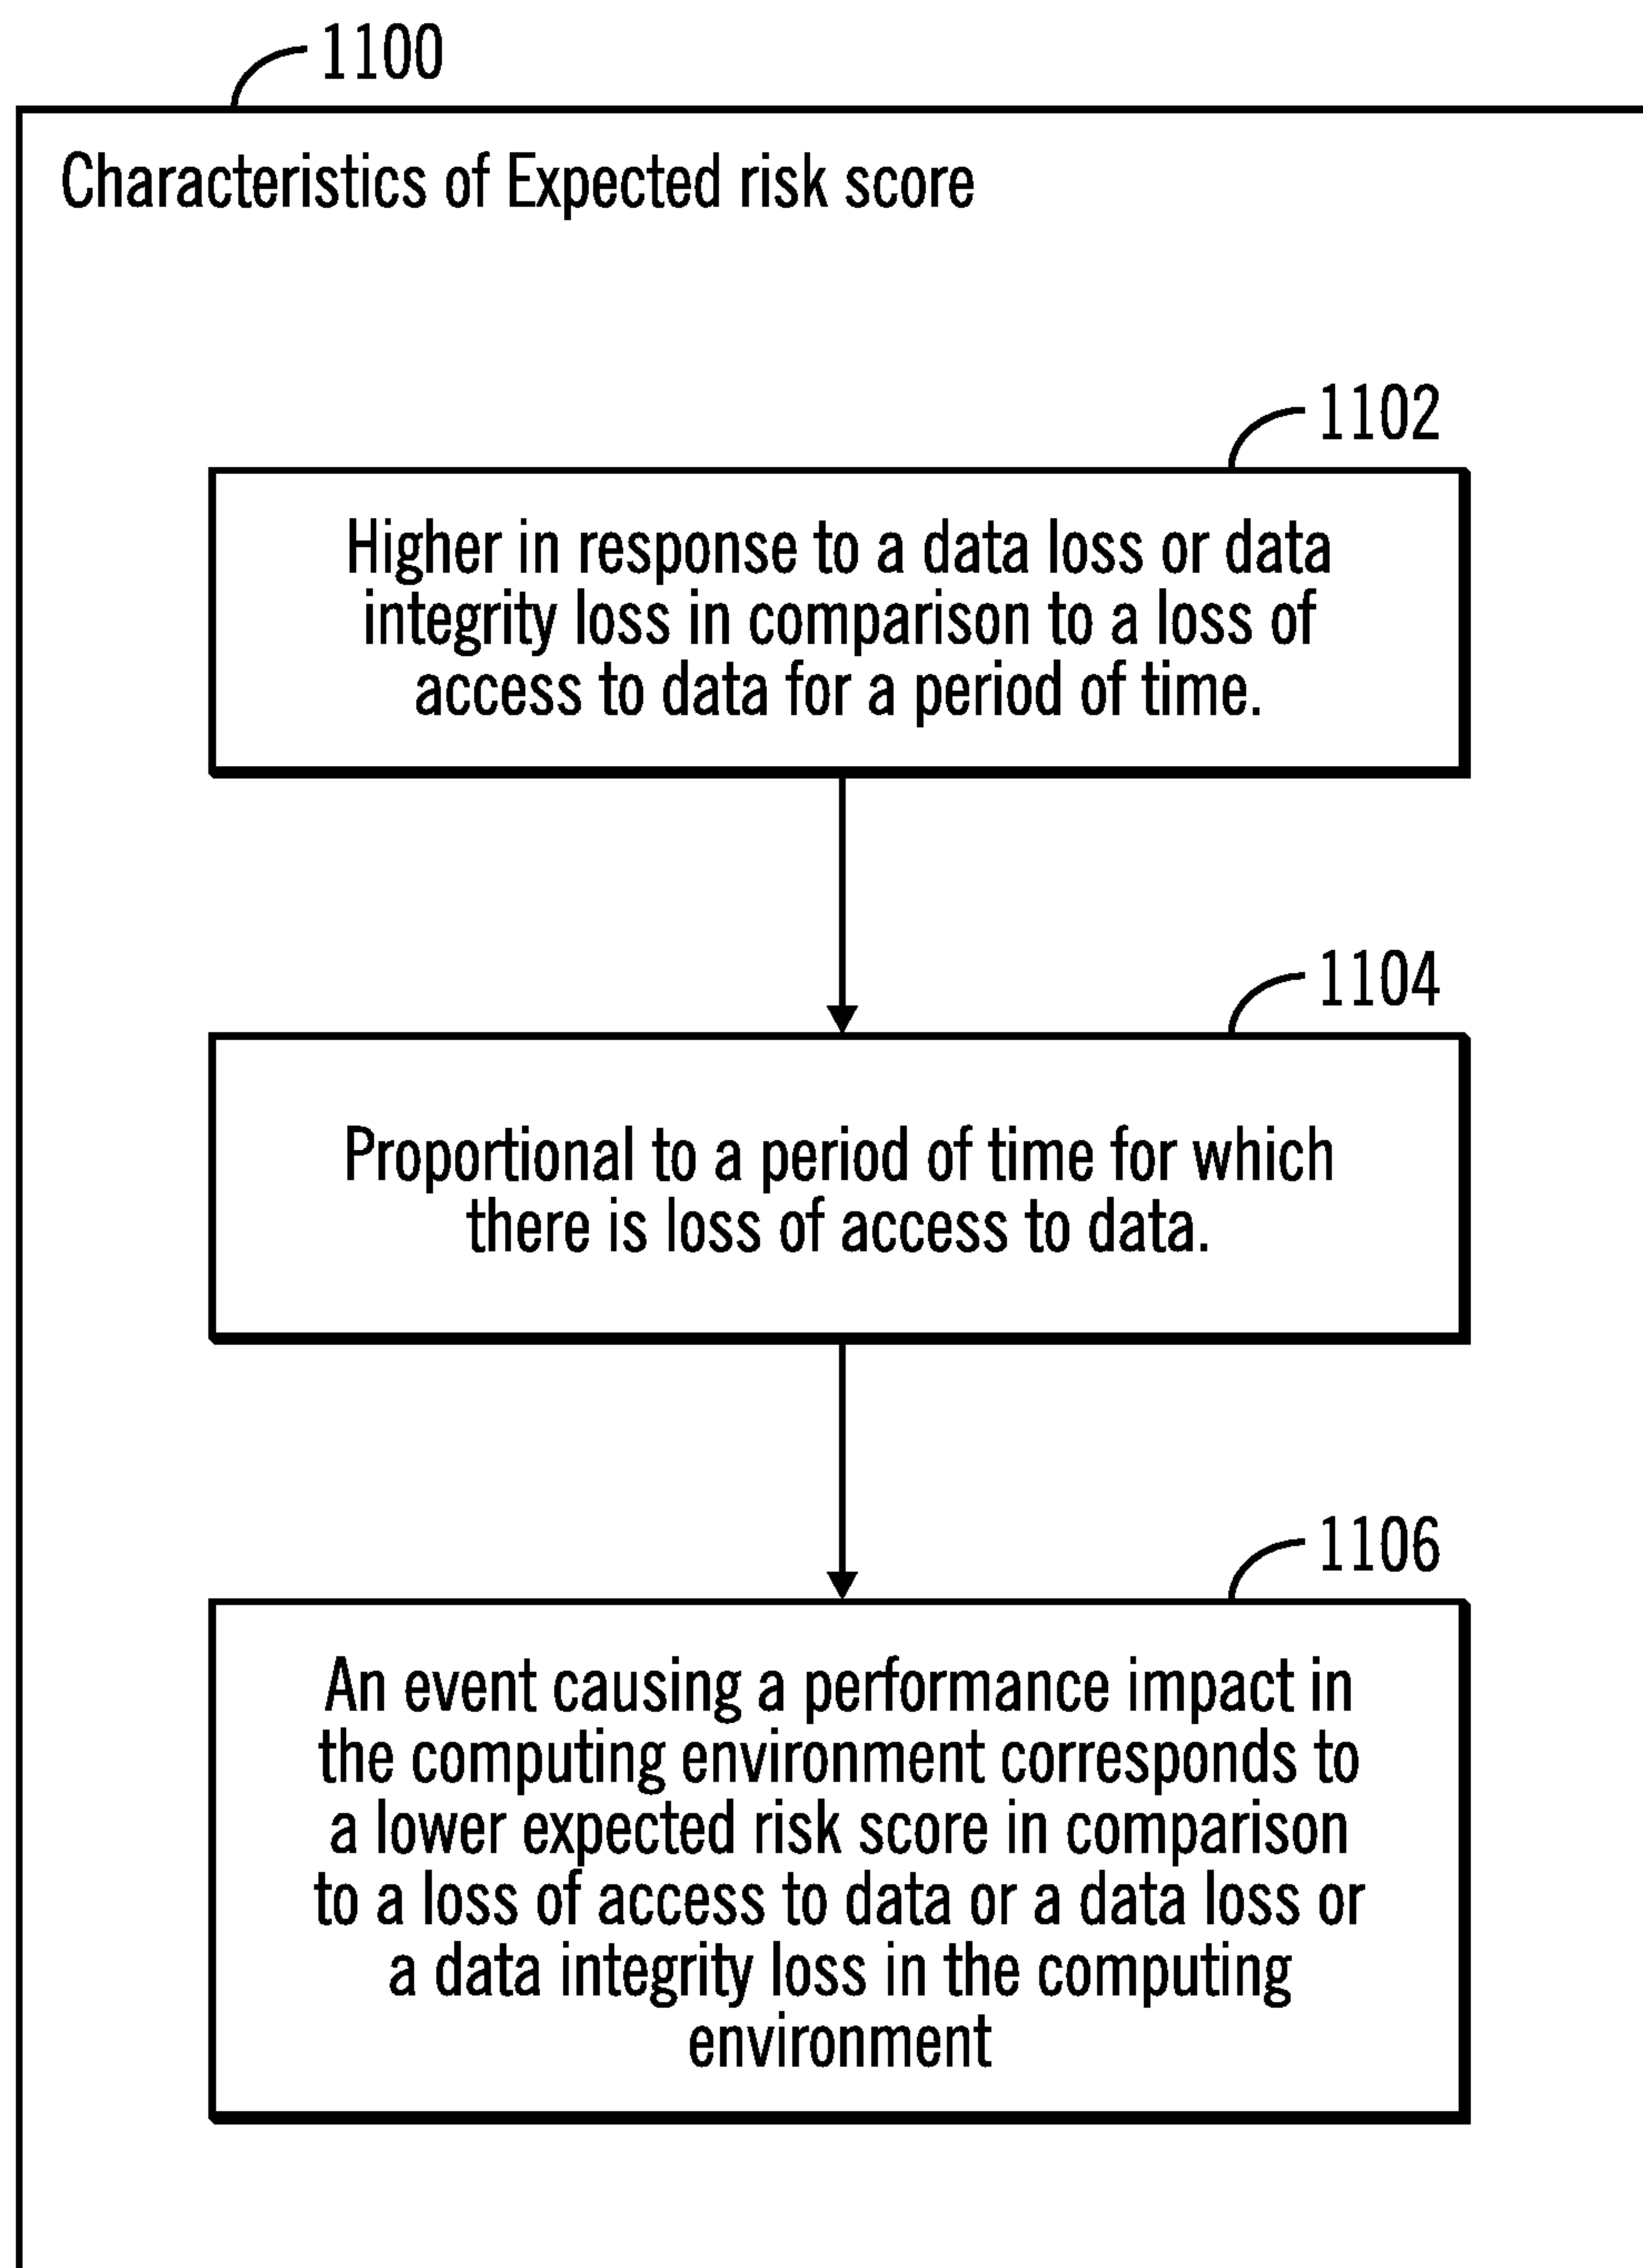 1100
Characteristics of Expected risk score
1102
Higher in response to a data loss or data
integrity loss in comparison to a loss of
access to data for a period of time.
1104
Proportional to a period of time for which
there is loss of access to data.
1106
An event causing a performance impact in
the computing environment corresponds to
a lower expected risk score in comparison
to a loss of access to data or a data loss or
a data integrity loss in the computing
environment